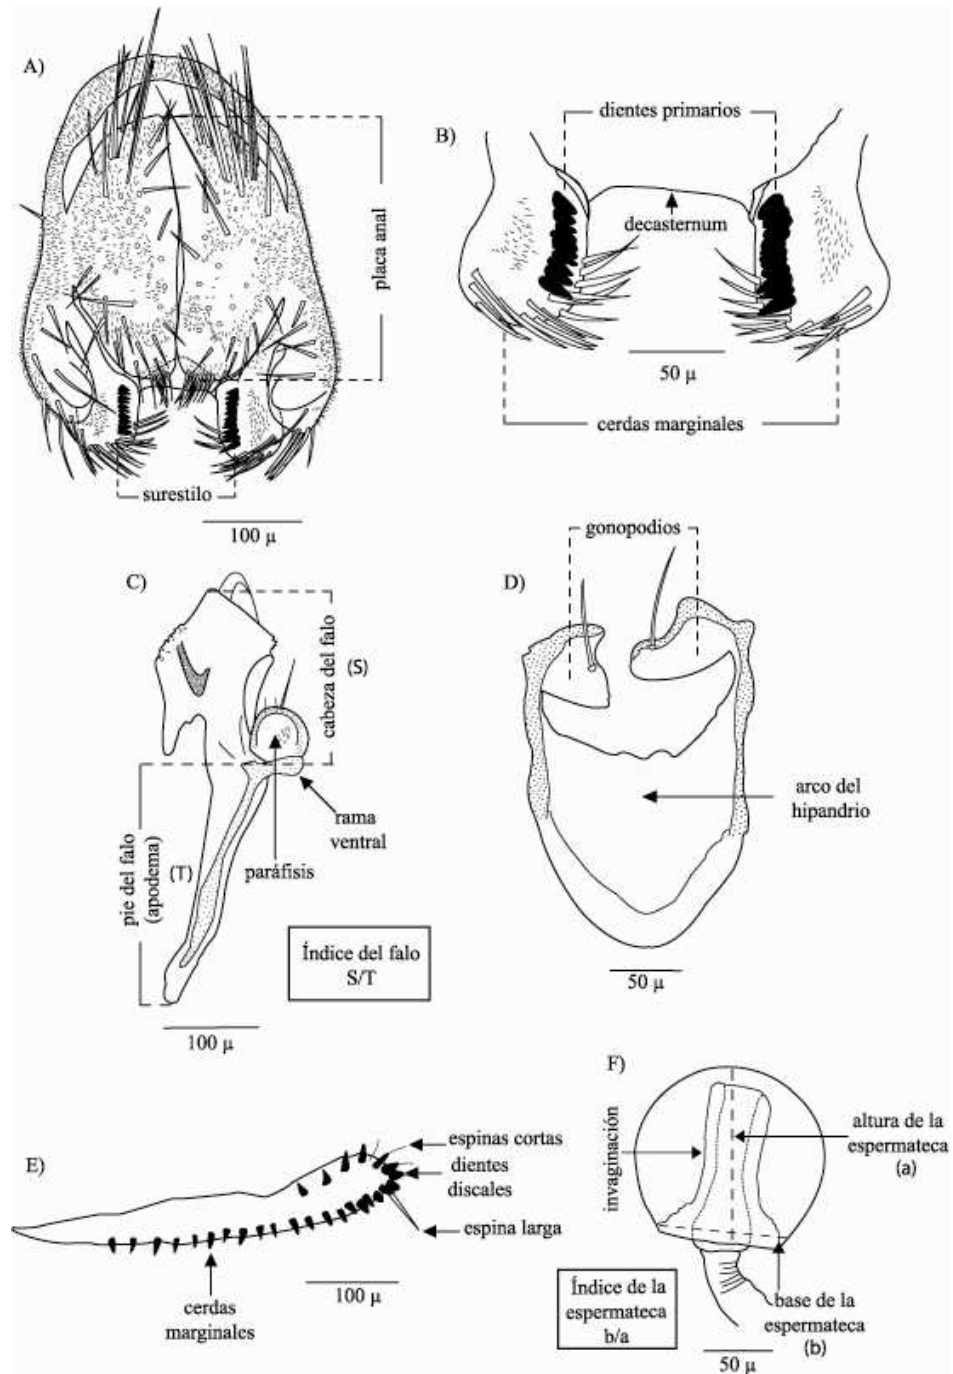 A)
placa anal
surestilo
100 µ
B)
dientes primarios
decasternum
50 µ
cerdas marginales
C)
cabeza del falo
(S)
rama
ventral
paráfisis
pie del falo
(apodema)
(T)
Índice del falo
S/T
100 µ
D)
gonopodios
arco del
hipandrio
50 µ
E)
espinas cortas
dientes
discales
espina larga
cerdas
marginales
100 µ
F)
invaginación
altura de la
espermateca
(a)
base de la
espermateca
(b)
Índice de la
espermateca
b/a
50 µ